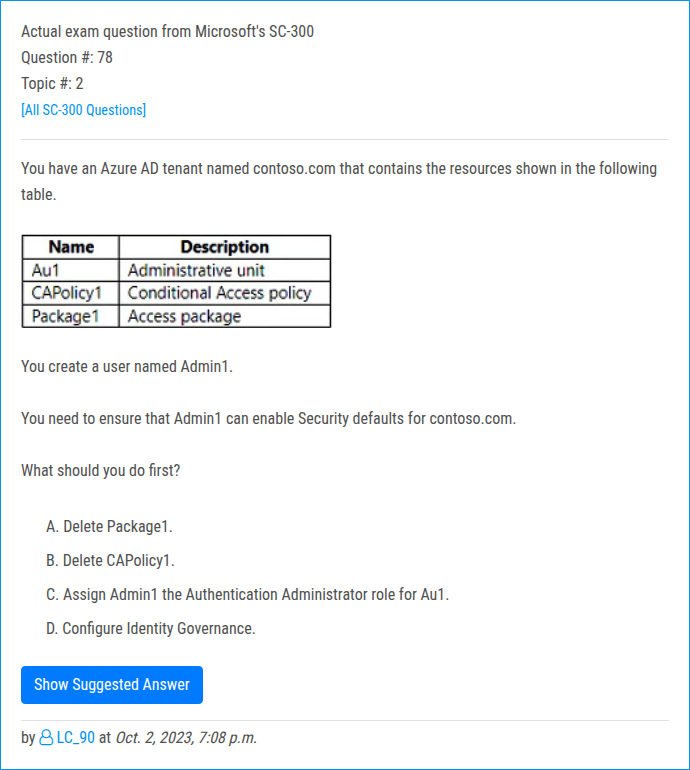 Actual exam question from Microsoft's SC-300
Question #: 78
Topic #: 2
[All SC-300 Questions]
You have an Azure AD tenant named contoso.com that contains the resources shown in the following
table.
Name Description
Au1 Administrative unit
CAPolicy1 Conditional Access policy
Package1 Access package
You create a user named Admin1.
You need to ensure that Admin1 can enable Security defaults for contoso.com.
What should you do first?
A. Delete Package1.
B. Delete CAPolicy1.
C. Assign Admin1 the Authentication Administrator role for Au1.
D. Configure Identity Governance.
Show Suggested Answer
by LC_90 at Oct. 2, 2023, 7:08 p.m.